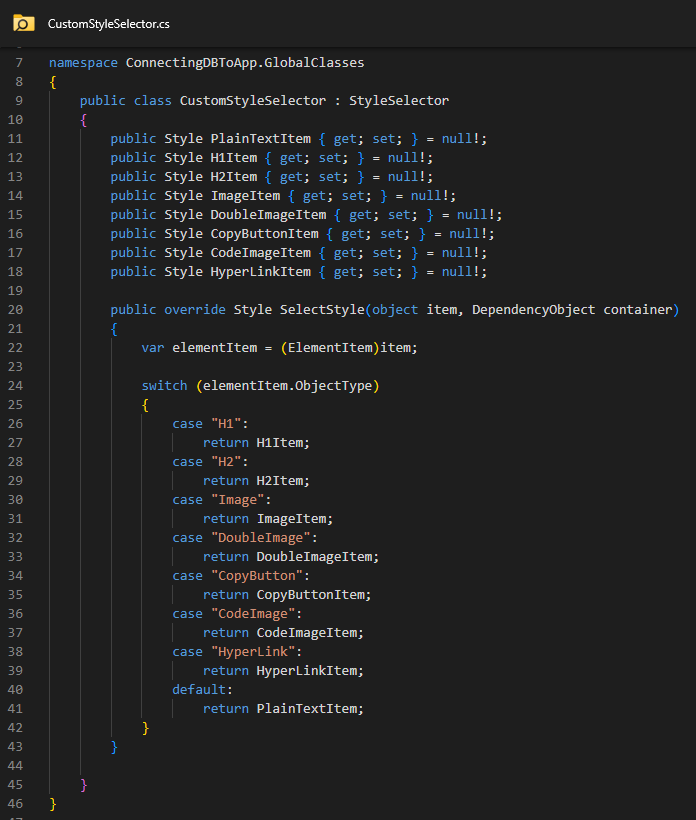 CustomStyleSelector.cs
7 namespace ConnectingDBToApp.GlobalClasses
8 {
9     public class CustomStyleSelector : StyleSelector
10     {
11         public Style PlainTextItem { get; set; } = null!;
12         public Style H1Item { get; set; } = null!;
13         public Style H2Item { get; set; } = null!;
14         public Style ImageItem { get; set; } = null!;
15         public Style DoubleImageItem { get; set; } = null!;
16         public Style CopyButtonItem { get; set; } = null!;
17         public Style CodeImageItem { get; set; } = null!;
18         public Style HyperLinkItem { get; set; } = null!;
19
20         public override Style SelectStyle(object item, DependencyObject container)
21         {
22             var elementItem = (ElementItem)item;
23
24             switch (elementItem.ObjectType)
25             {
26                 case "H1":
27                     return H1Item;
28                 case "H2":
29                     return H2Item;
30                 case "Image":
31                     return ImageItem;
32                 case "DoubleImage":
33                     return DoubleImageItem;
34                 case "CopyButton":
35                     return CopyButtonItem;
36                 case "CodeImage":
37                     return CodeImageItem;
38                 case "HyperLink":
39                     return HyperLinkItem;
40                 default:
41                     return PlainTextItem;
42             }
43         }
44
45     }
46 }